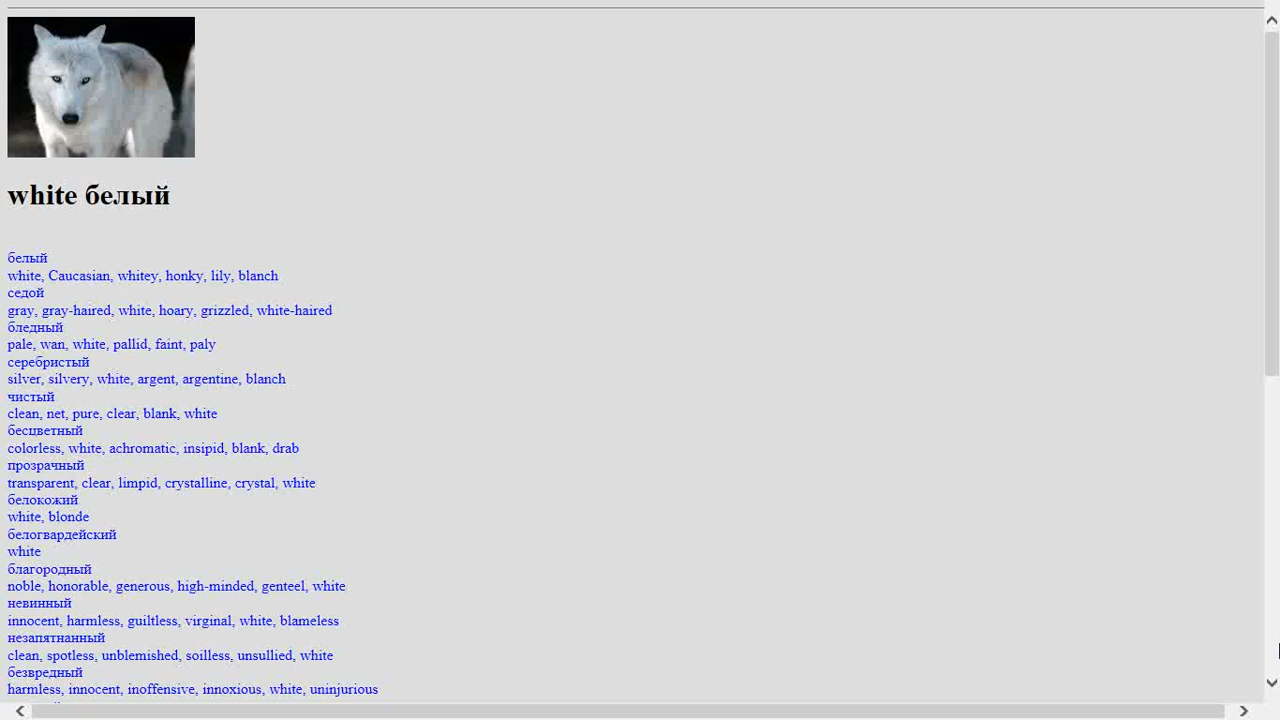 white белый
белый
white, Caucasian, whitey, honky, lily, blanch
седой
gray, gray-haired, white, hoary, grizzled, white-haired
бледный
pale, wan, white, pallid, faint, paly
серебристый
silver, silvery, white, argent, argentine, blanch
чистый
clean, net, pure, clear, blank, white
бесцветный
colorless, white, achromatic, insipid, blank, drab
прозрачный
transparent, clear, limpid, crystalline, crystal, white
белокожий
white, blonde
белогвардейский
white
благородный
noble, honorable, generous, high-minded, genteel, white
невинный
innocent, harmless, guiltless, virginal, white, blameless
незапятнанный
clean, spotless, unblemished, soilless, unsullied, white
безвредный
harmless, innocent, inoffensive, innoxious, white, uninjurious